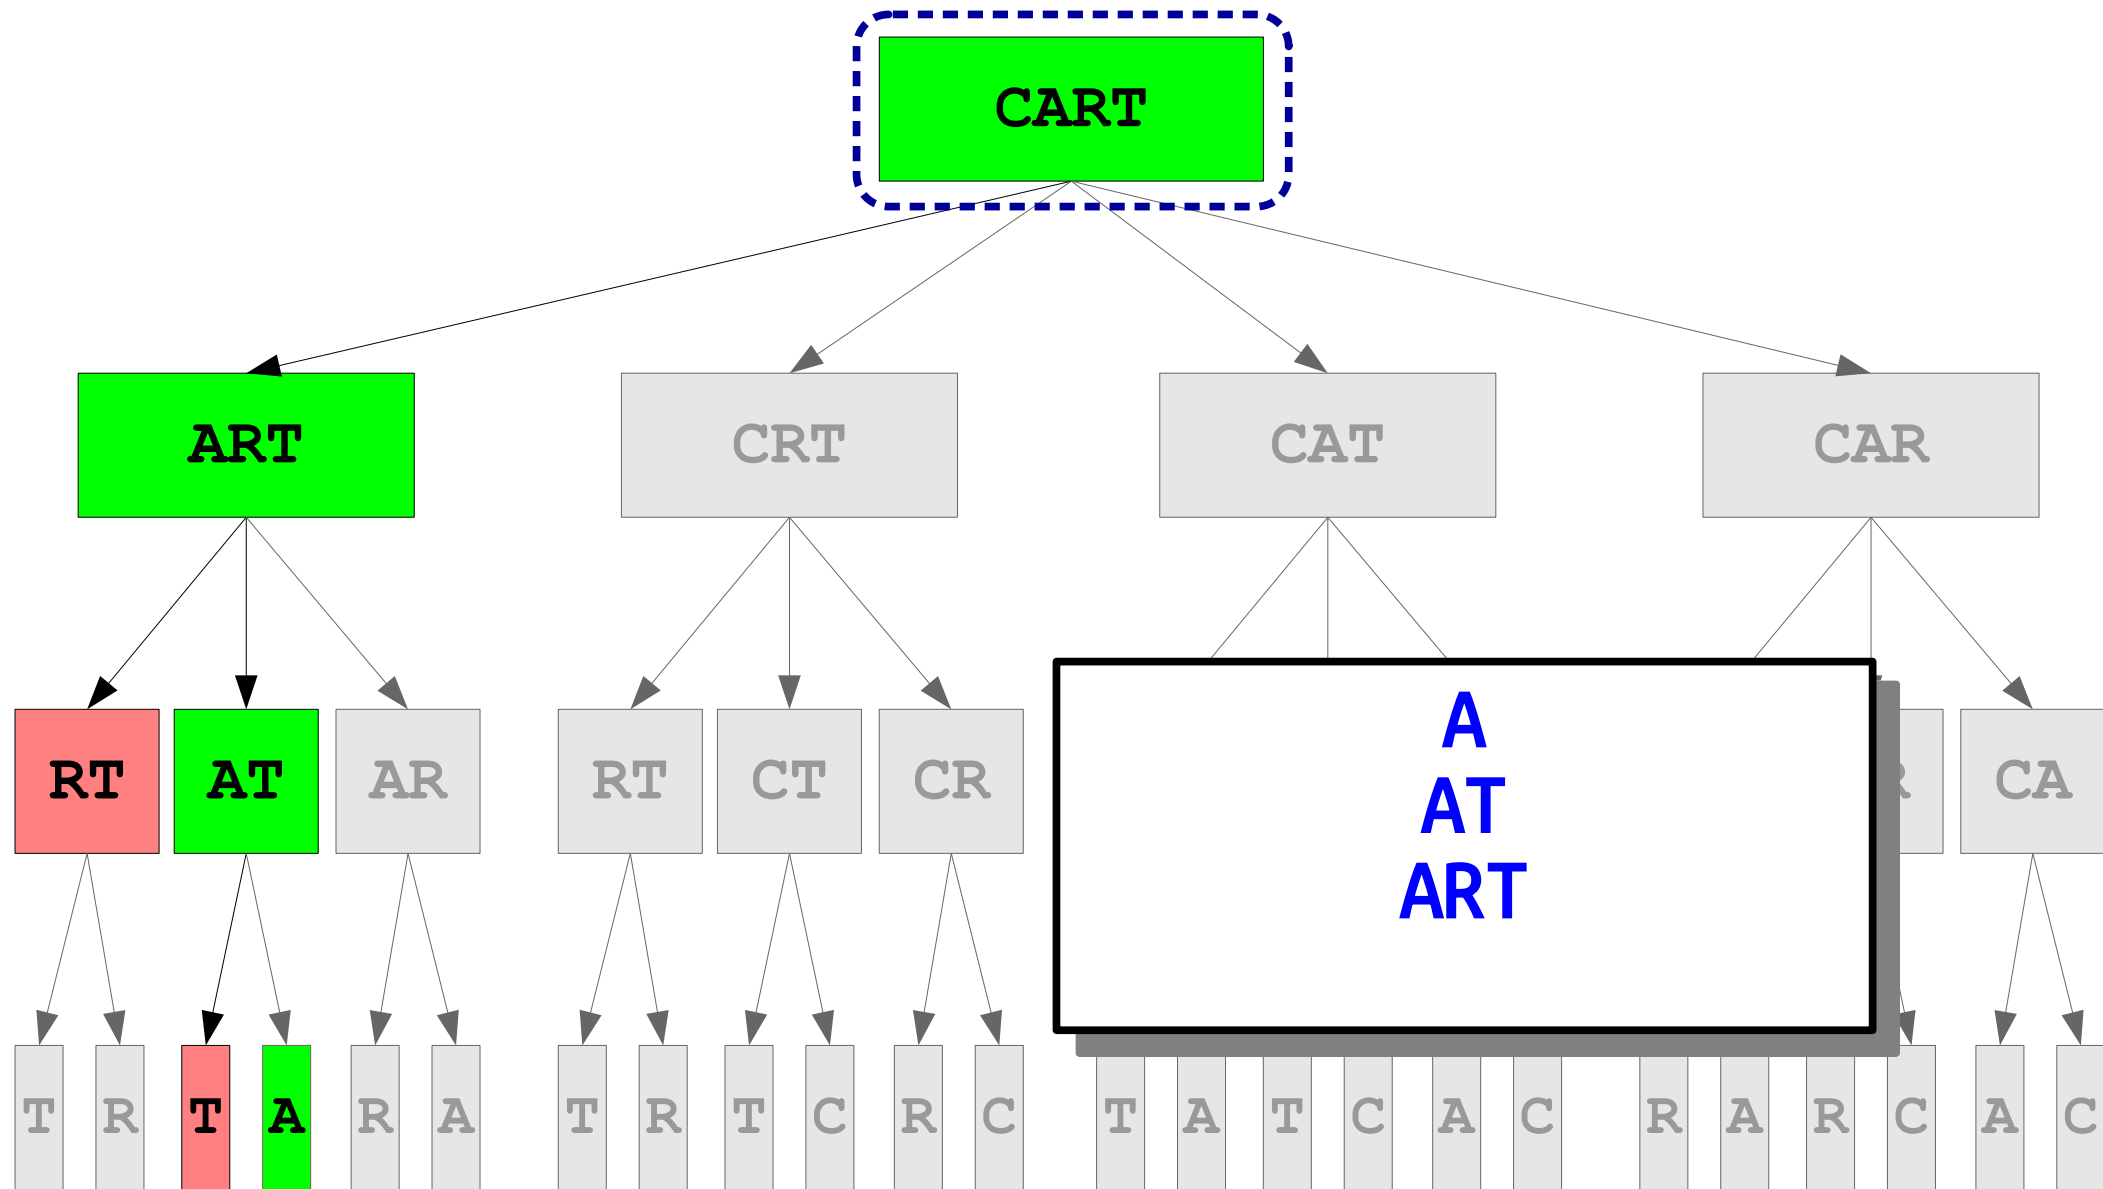 CART
ART CRT CAT CAR
RT AT AR RT CT CR CA
A
AT
ART
T R T A R A T R T C R C T A T C A C R A R C A C